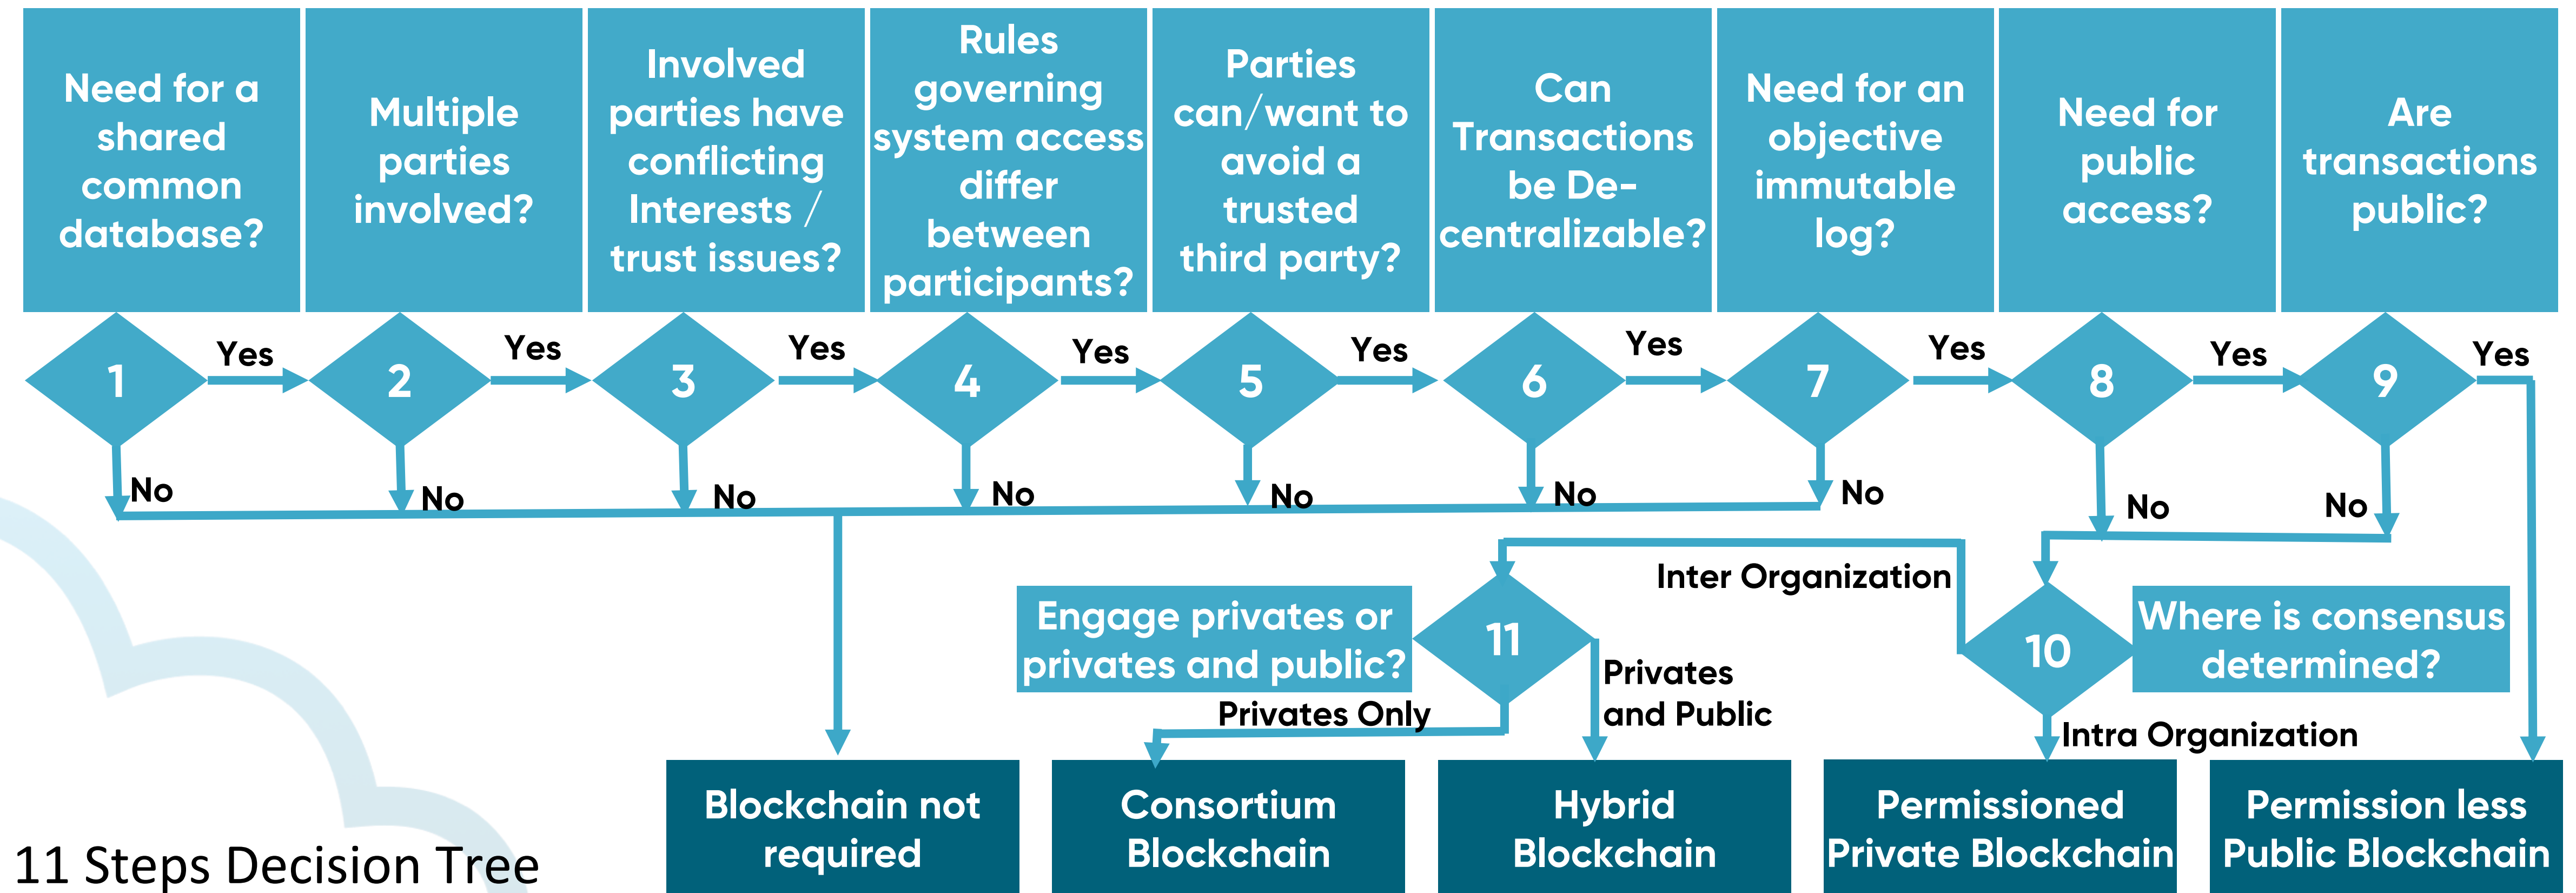 Need for a
shared
common
database?
Multiple
parties
involved?
Involved
parties have
conflicting
Interests /
trust issues?
Rules
governing
system access
differ
between
participants?
Parties
can/want to
avoid a
trusted
third party?
Can
Transactions
be De-
centralizable?
Need for an
objective
immutable
log?
Need for
public
access?
Are
transactions
public?
1
Yes
2
Yes
3
Yes
4
Yes
5
Yes
6
Yes
7
Yes
8
Yes
9
Yes
No
No
No
No
No
No
No
No
No
Inter Organization
Engage privates or
privates and public?
11
10
Where is consensus
determined?
Privates
and Public
Privates Only
Intra Organization
Blockchain not
required
Consortium
Blockchain
Hybrid
Blockchain
Permissioned
Private Blockchain
Permission less
Public Blockchain
11 Steps Decision Tree